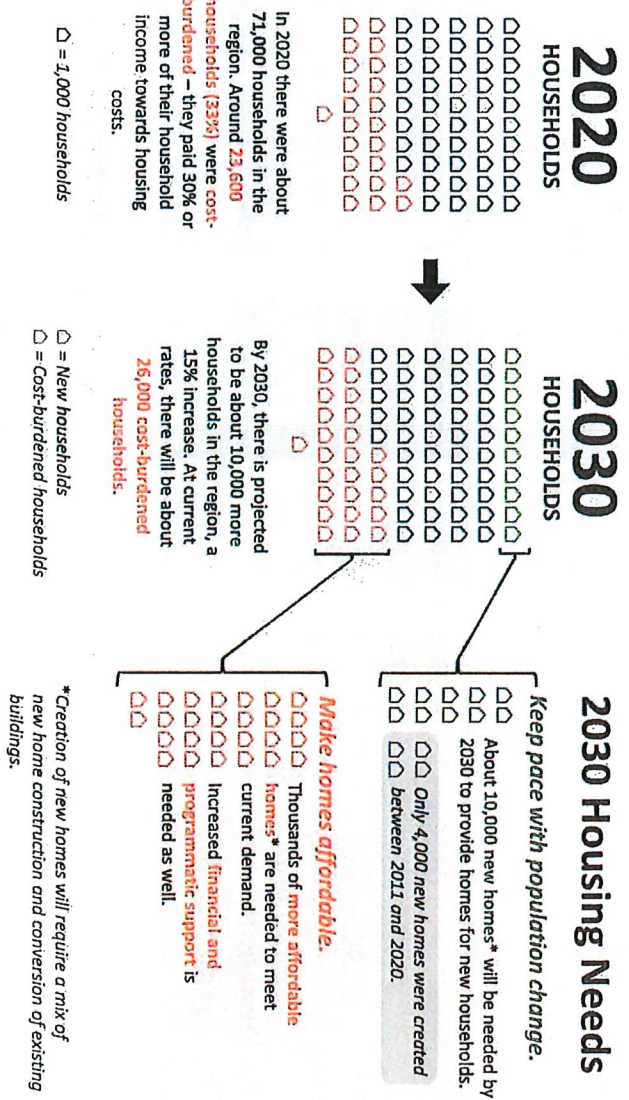 2020
HOUSEHOLDS
In 2020 there were about
71,000 households in the
region. Around 23,600
households (33%) were cost-
burdened – they paid 30% or
more of their household
income towards housing
costs.
= 1,000 households
2030
HOUSEHOLDS
By 2030, there is projected
to be about 10,000 more
households in the region, a
15% increase. At current
rates, there will be about
26,000 cost-burdened
households.
= New households
= Cost-burdened households
2030 Housing Needs
Keep pace with population change.
About 10,000 new homes* will be needed by
2030 to provide homes for new households.
Only 4,000 new homes were created
between 2011 and 2020.
Make homes affordable.
Thousands of more affordable
homes* are needed to meet
current demand.
Increased financial and
programmatic support is
needed as well.
*Creation of new homes will require a mix of
new home construction and conversion of existing
buildings.